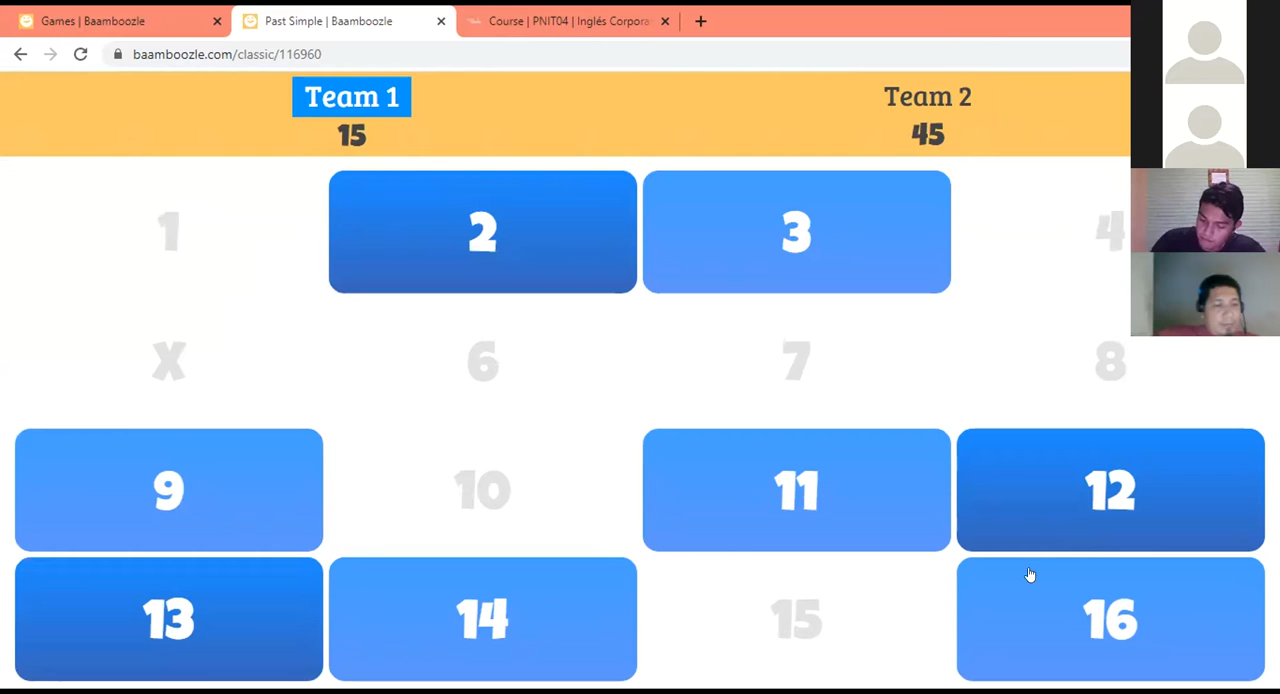 Games | Baamboozle
Past Simple | Baamboozle
Course | PNIT04 | Inglés Corpora
baamboozle.com/classic/116960
Team 1 Team 2
15 45
1 2 3 4
X 6 7 8
9 10 11 12
13 14 15 16